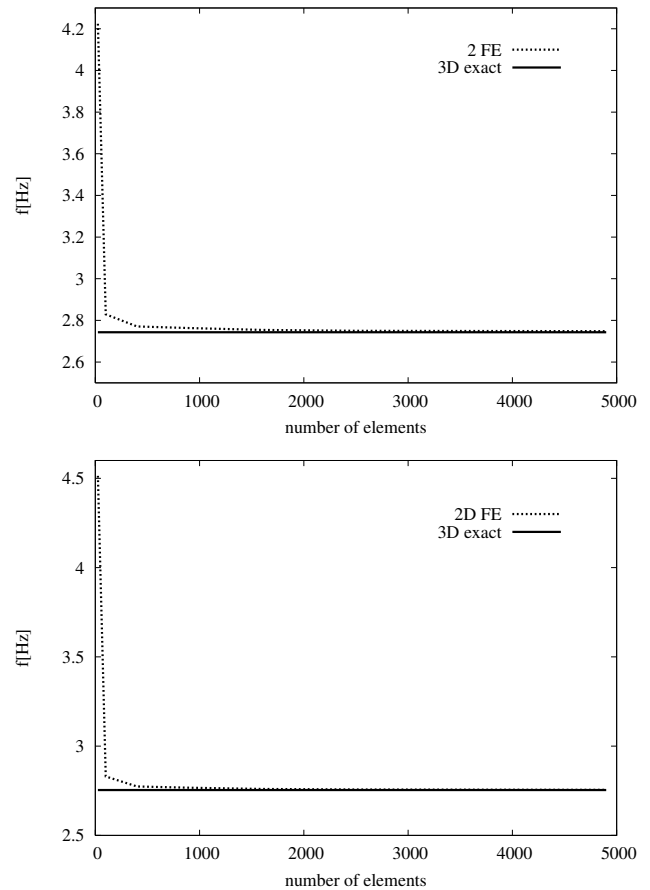 4.2
4
3.8
3.6
3.4
3.2
3
2.8
2.6
f[Hz]
2 FE
3D exact
0 1000 2000 3000 4000 5000
number of elements
4.5
4
3.5
3
2.5
f[Hz]
2D FE
3D exact
0 1000 2000 3000 4000 5000
number of elements